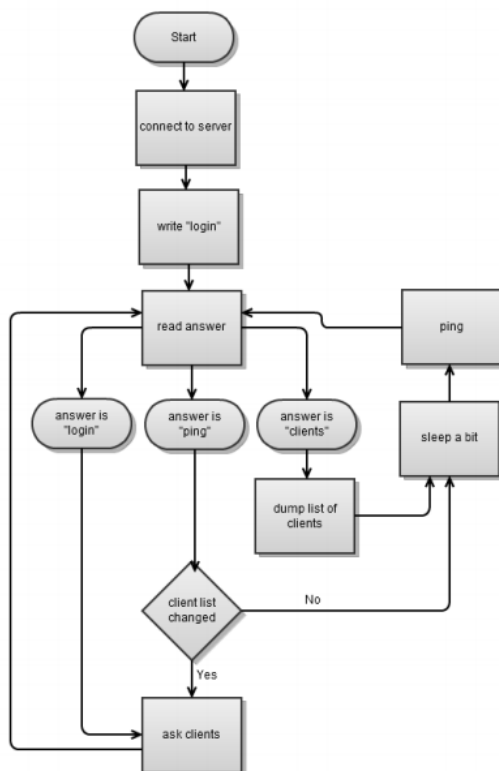 Start
connect to server
write "login"
read answer
ping
answer is
"login"
answer is
"ping"
answer is
"clients"
sleep a bit
dump list of
clients
client list
changed
No
Yes
ask clients